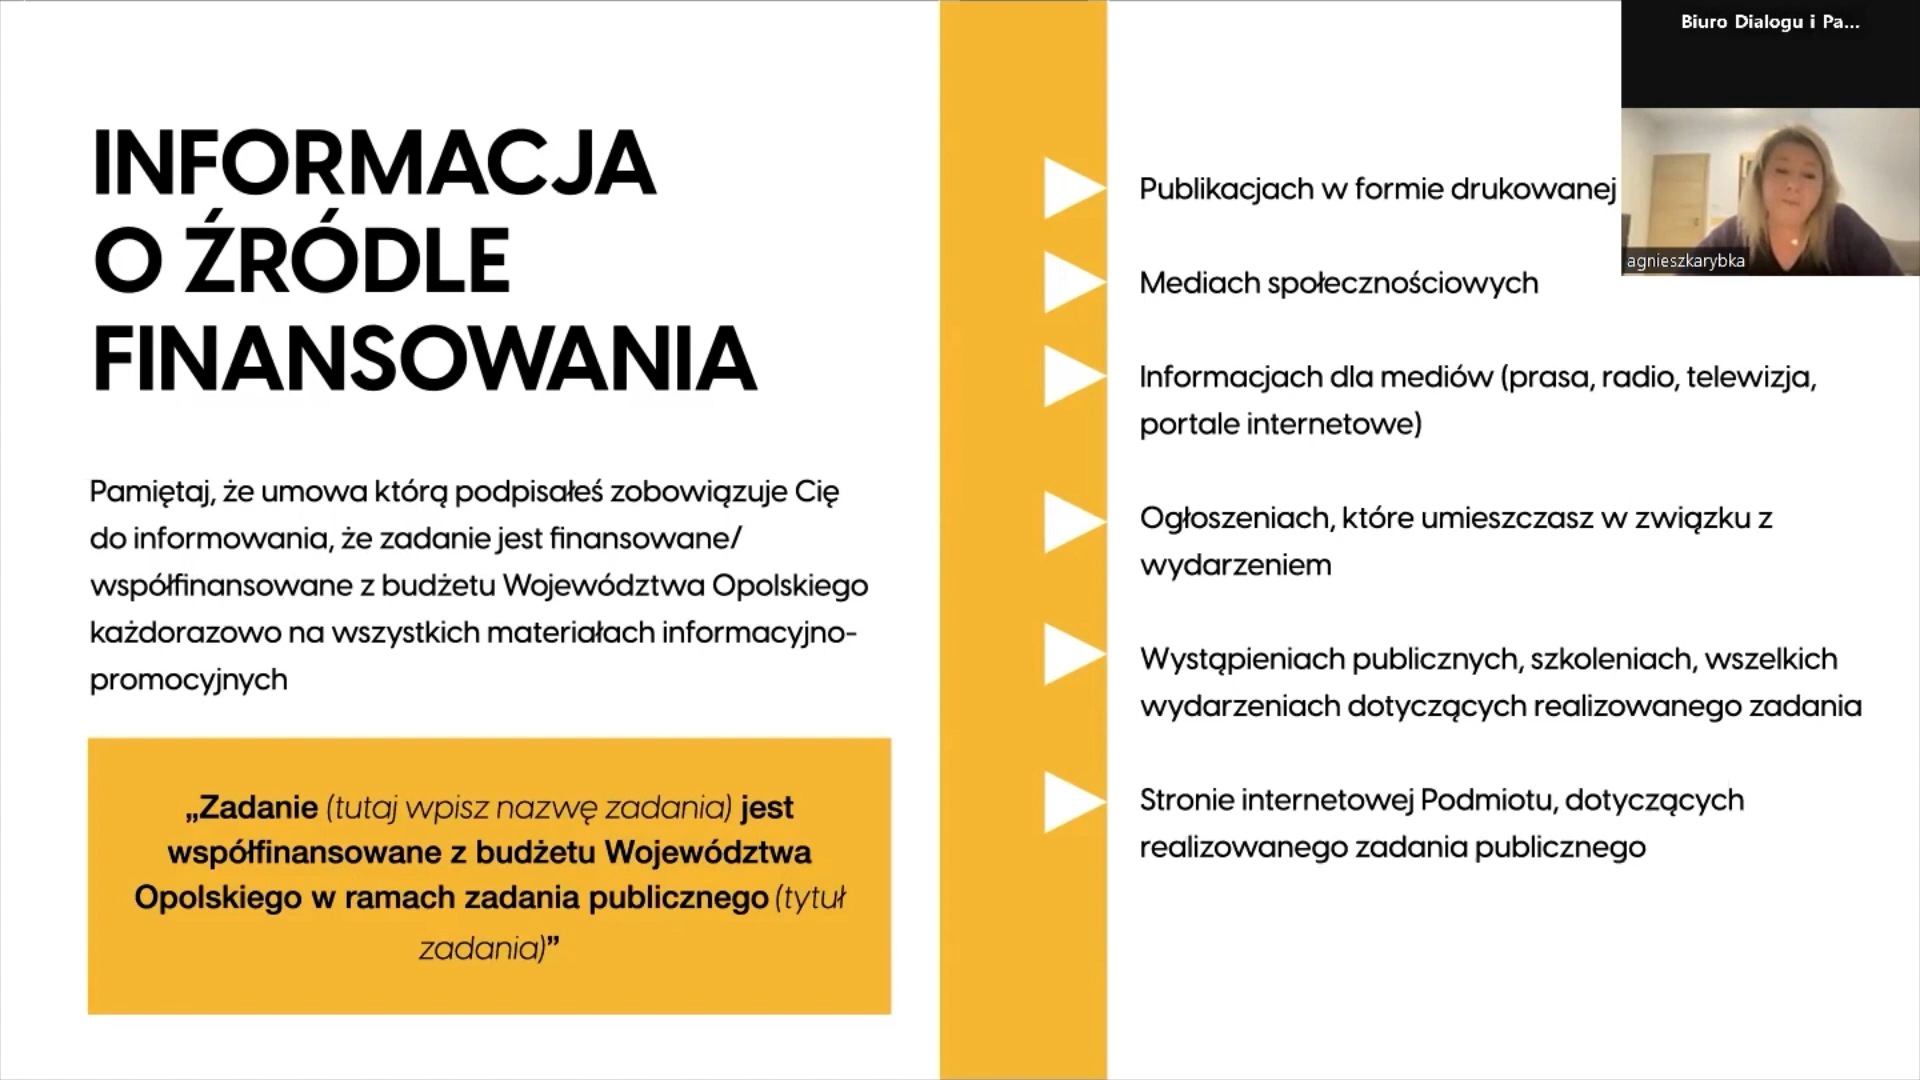 INFORMACJA
O ŹRÓDLE
FINANSOWANIA
Pamiętaj, że umowa którą podpisałeś zobowiązuje Cię
do informowania, że zadanie jest finansowane/
współfinansowane z budżetu Województwa Opolskiego
każdorazowo na wszystkich materiałach informacyjno-
promocyjnych
„Zadanie (tutaj wpisz nazwę zadania) jest
współfinansowane z budżetu Województwa
Opolskiego w ramach zadania publicznego (tytuł
zadania)”
Publikacjach w formie drukowanej
Mediach społecznościowych
Informacjach dla mediów (prasa, radio, telewizja,
portale internetowe)
Ogłoszeniach, które umieszczasz w związku z
wydarzeniem
Wystąpieniach publicznych, szkoleniach, wszelkich
wydarzeniach dotyczących realizowanego zadania
Stronie internetowej Podmiotu, dotyczących
realizowanego zadania publicznego
Biuro Dialogu i Pa...
agnieszkarybka